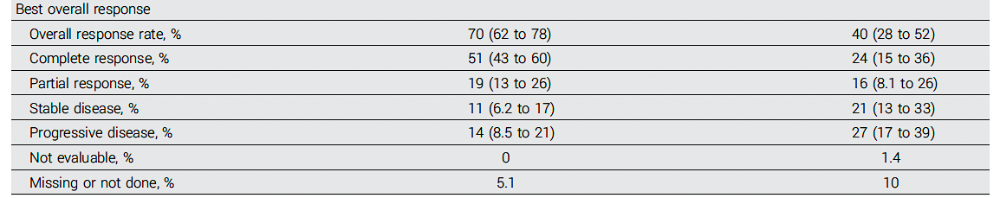 Best overall response
Overall response rate, % 70 (62 to 78) 40 (28 to 52)
Complete response, % 51 (43 to 60) 24 (15 to 36)
Partial response, % 19 (13 to 26) 16 (8.1 to 26)
Stable disease, % 11 (6.2 to 17) 21 (13 to 33)
Progressive disease, % 14 (8.5 to 21) 27 (17 to 39)
Not evaluable, % 0 1.4
Missing or not done, % 5.1 10